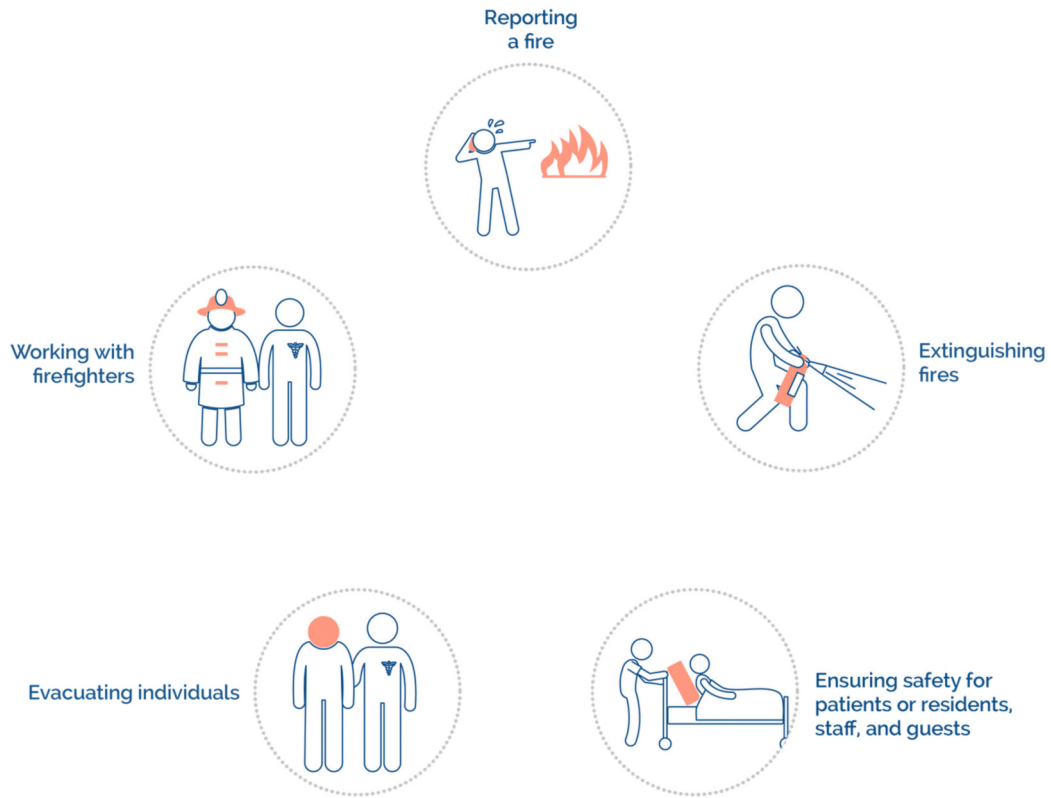 Reporting
a fire
Working with
firefighters
Extinguishing
fires
Evacuating individuals
Ensuring safety for
patients or residents,
staff, and guests